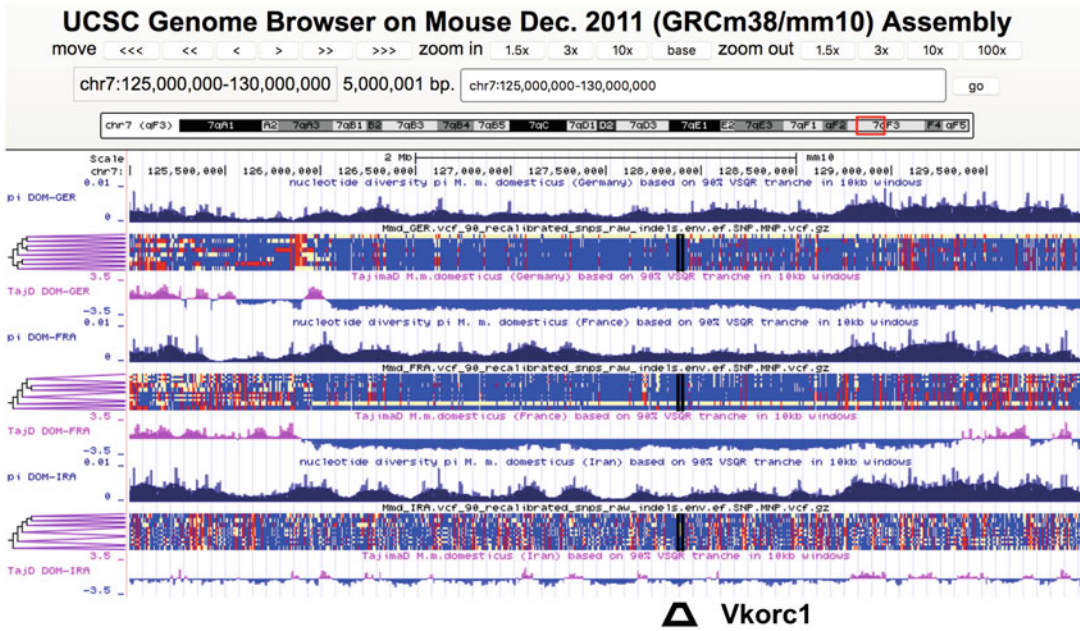 UCSC Genome Browser on Mouse Dec. 2011 (GRCm38/mm10) Assembly
move <<< << < > >> >>> zoom in 1.5x 3x 10x base zoom out 1.5x 3x 10x 100x
chr7:125,000,000-130,000,000 5,000,001 bp. chr7:125,000,000-130,000,000 go
chr7 (qF3) 7qA1 A2 7qA3 7qB1 B2 7qB3 7qB4 7qB5 7qC 7qD1 D2 7qD3 7qE1 E2 7qE3 7qF1 qF2 7qF3 F4 qF5
Scale 2 Mb mm10
chr7: 125,500,000 126,000,000 126,500,000 127,000,000 127,500,000 128,000,000 128,500,000 129,000,000 129,500,000
0.01 _ nucleotide diversity pi M. m. domesticus (Germany) based on 90% VSQR tranche in 10kb windows
pi DOM-GER
0 _
Mmd_GER.vcf_90_recalibrated_snps_raw_indels.env.ef.SNP.MNP.vcf.gz
3.5 _ TajimaD M.m.domesticus (Germany) based on 90% VSQR tranche in 10kb windows
TajD DOM-GER
-3.5 _
0.01 _ nucleotide diversity pi M. m. domesticus (France) based on 90% VSQR tranche in 10kb windows
pi DOM-FRA
0 _
Mmd_FRA.vcf_90_recalibrated_snps_raw_indels.env.ef.SNP.MNP.vcf.gz
3.5 _ TajimaD M.m.domesticus (France) based on 90% VSQR tranche in 10kb windows
TajD DOM-FRA
-3.5 _
0.01 _ nucleotide diversity pi M. m. domesticus (Iran) based on 90% VSQR tranche in 10kb windows
pi DOM-IRA
0 _
Mmd_IRA.vcf_90_recalibrated_snps_raw_indels.env.ef.SNP.MNP.vcf.gz
3.5 _ TajimaD M.m.domesticus (Iran) based on 90% VSQR tranche in 10kb windows
TajD DOM-IRA
-3.5 _
Vkorc1